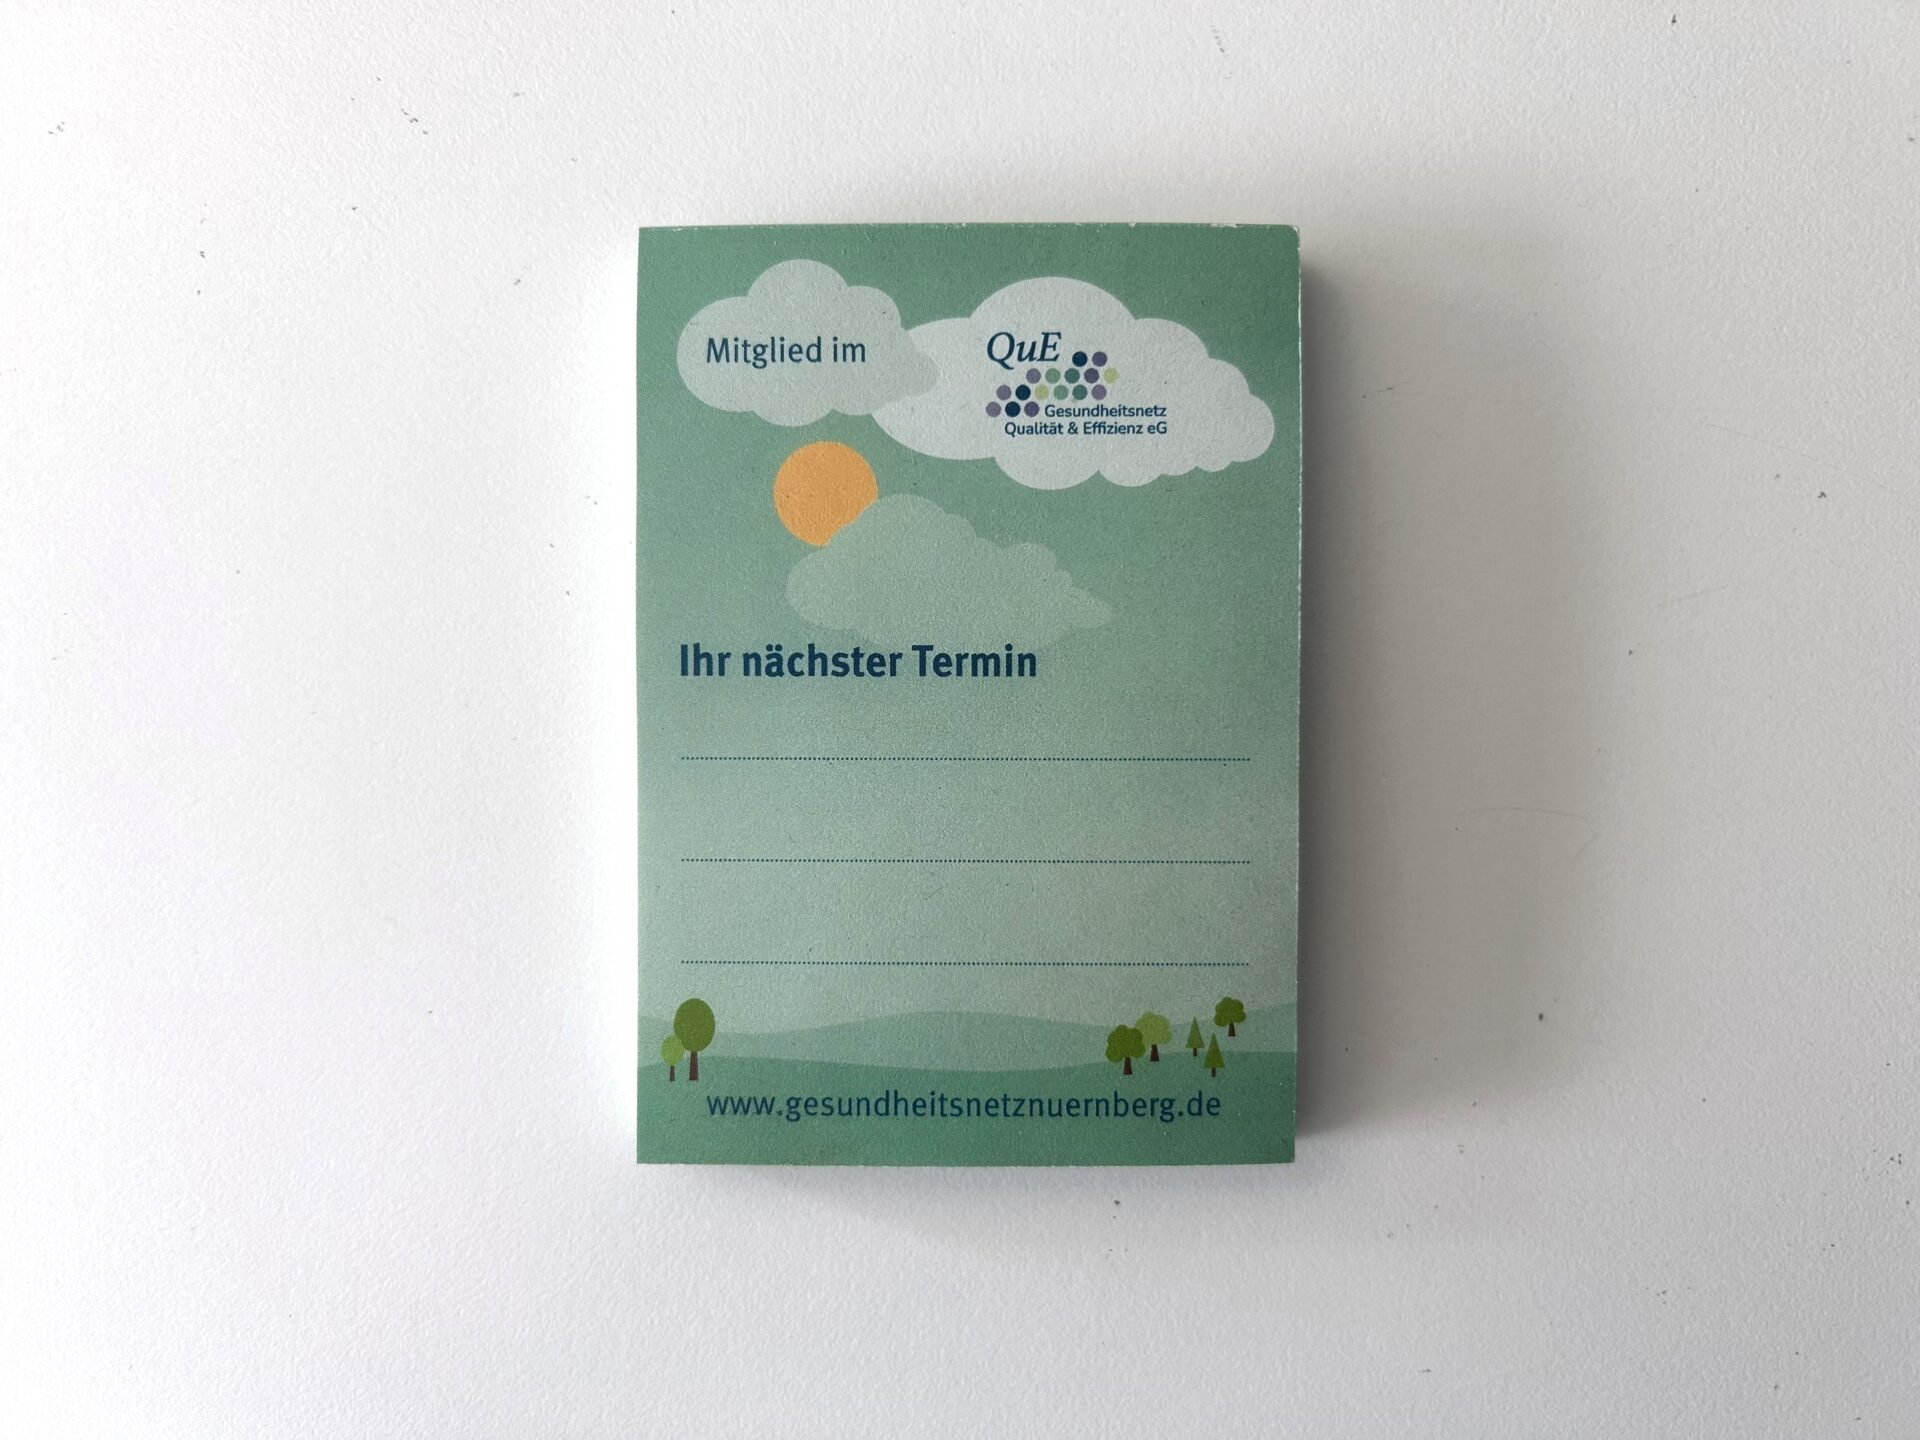 Mitglied im
QuE
Gesundheitsnetz
Qualität & Effizienz eG
Ihr nächster Termin
www.gesundheitsnetznuernberg.de